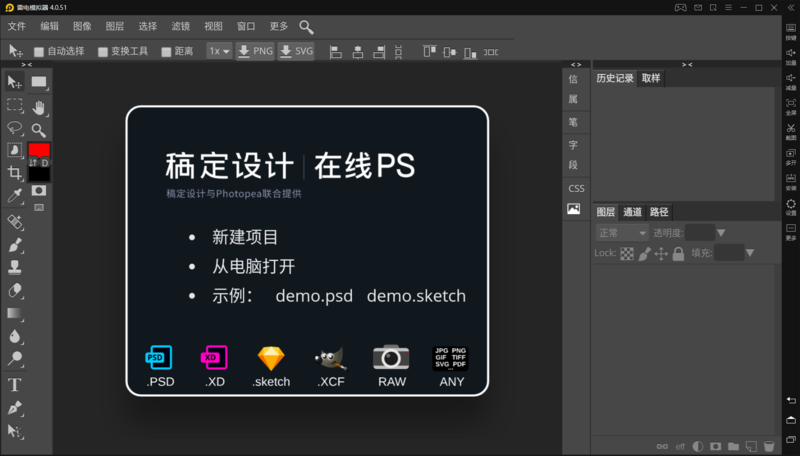 雷电模拟器 4.0.51
文件 编辑 图像 图层 选择 滤镜 视图 窗口 更多
自动选择 变换工具 距离 1x PNG SVG
> <
< >
> <
信
属
笔
字
段
CSS
历史记录 取样
D
稿定设计 在线PS
稿定设计与Photopea联合提供
新建项目
从电脑打开
示例: demo.psd demo.sketch
PSD
XD
JPG PNG
GIF TIFF
SVG PDF
...
.PSD .XD .sketch .XCF RAW ANY
T
图层 通道 路径
正常 透明度:
Lock: 填充:
eff
按键
加量
减量
全屏
截图
多开
安装
设置
更多